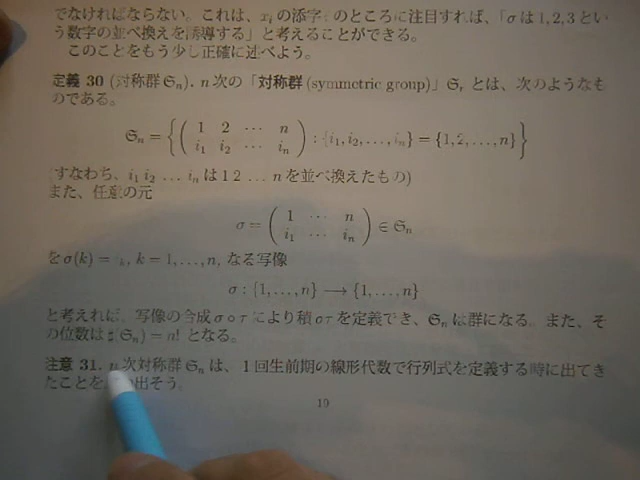 でなければならない。これは、x_i の添字 i のところに注目すれば、「σ は 1, 2, 3 とい
う数字の並べ換えを誘導する」と考えることができる。
このことをもう少し正確に述べよう。
定義 30 (対称群 𝔖_n). n 次の「対称群 (symmetric group)」𝔖_n とは、次のようなも
のである。
𝔖_n = { ( 1 2 ⋯ n
i_1 i_2 ⋯ i_n ) : {i_1, i_2, …, i_n} = {1, 2, …, n} }
すなわち、i_1 i_2 … i_n は 1 2 … n を並べ換えたもの)
また、任意の元
σ = ( 1 ⋯ n
i_1 ⋯ i_n ) ∈ 𝔖_n
を σ(k) = i_k, k = 1, …, n, なる写像
σ : {1, …, n} ⟶ {1, …, n}
と考えれば、写像の合成 σ ∘ τ により積 στ を定義でき、𝔖_n は群になる。また、そ
の位数は ♯(𝔖_n) = n! となる。
注意 31. n 次対称群 𝔖_n は、1 回生前期の線形代数で行列式を定義する時に出てき
たことを 出そう。
19